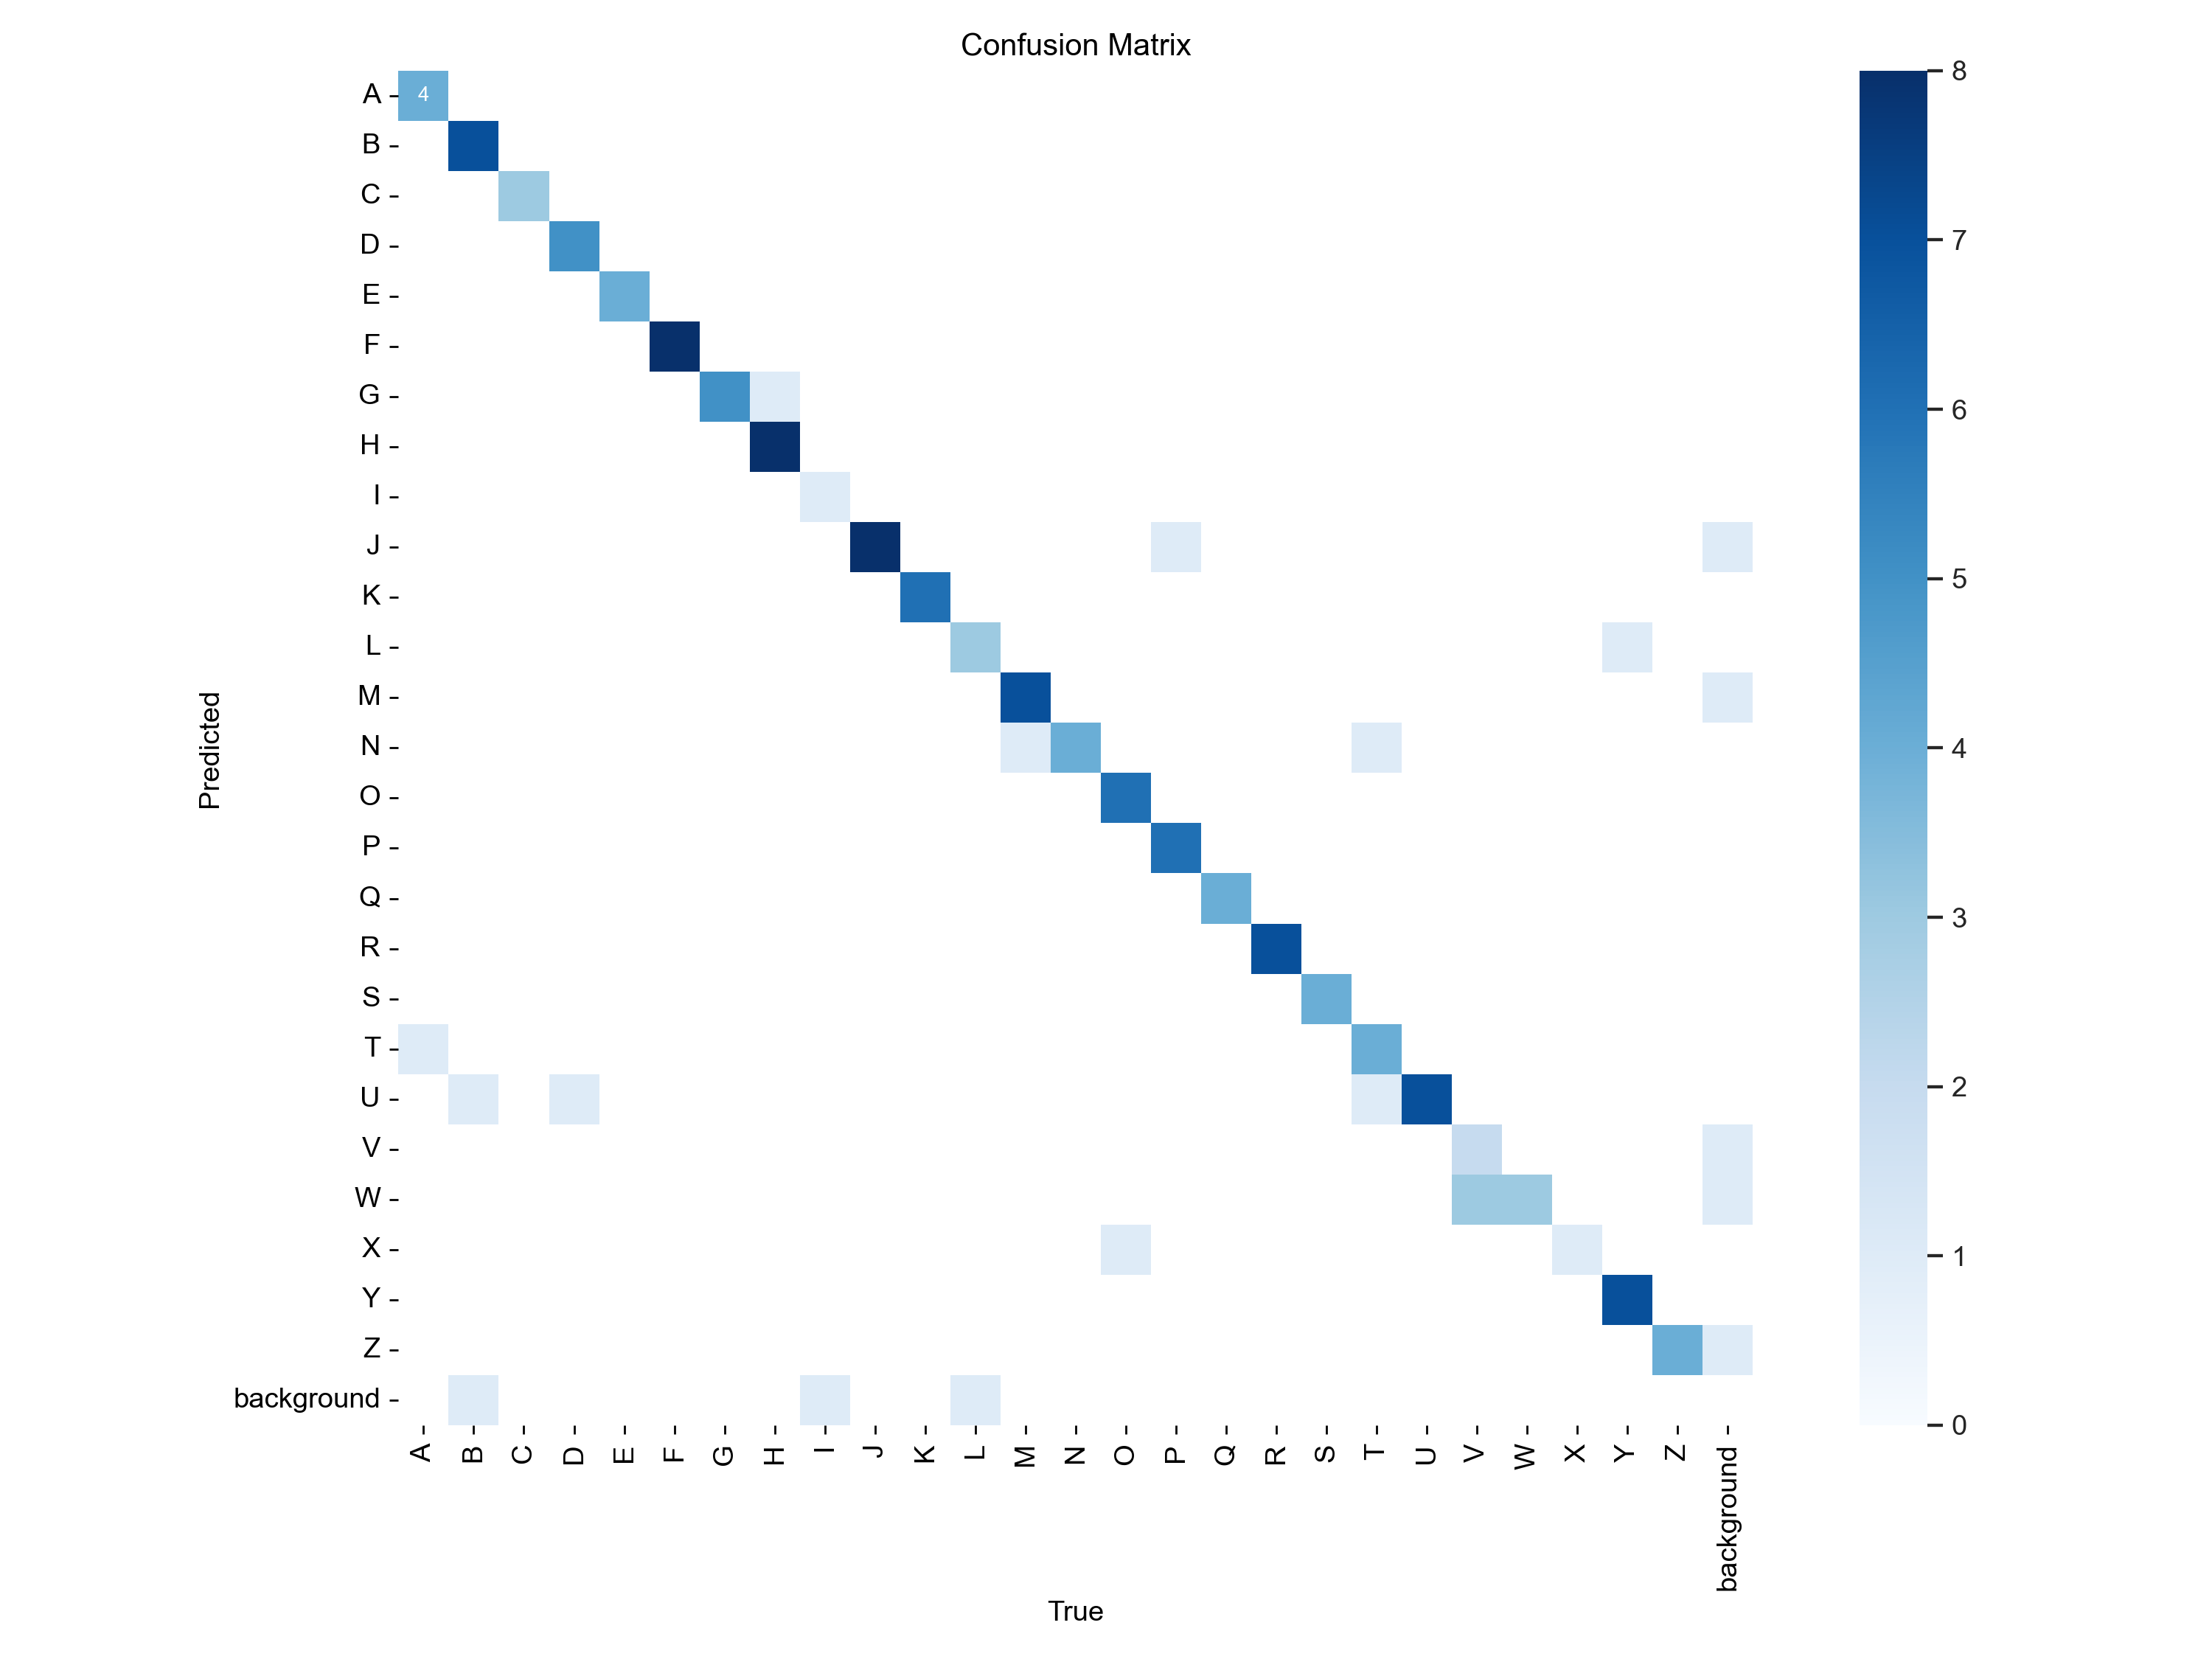 Confusion Matrix
A
4
B
C
D
E
F
G
H
I
J
K
L
M
N
O
P
Q
R
S
T
U
V
W
X
Y
Z
background
Predicted
A B C D E F G H I J K L M N O P Q R S T U V W X Y Z background
True
8
7
6
5
4
3
2
1
0